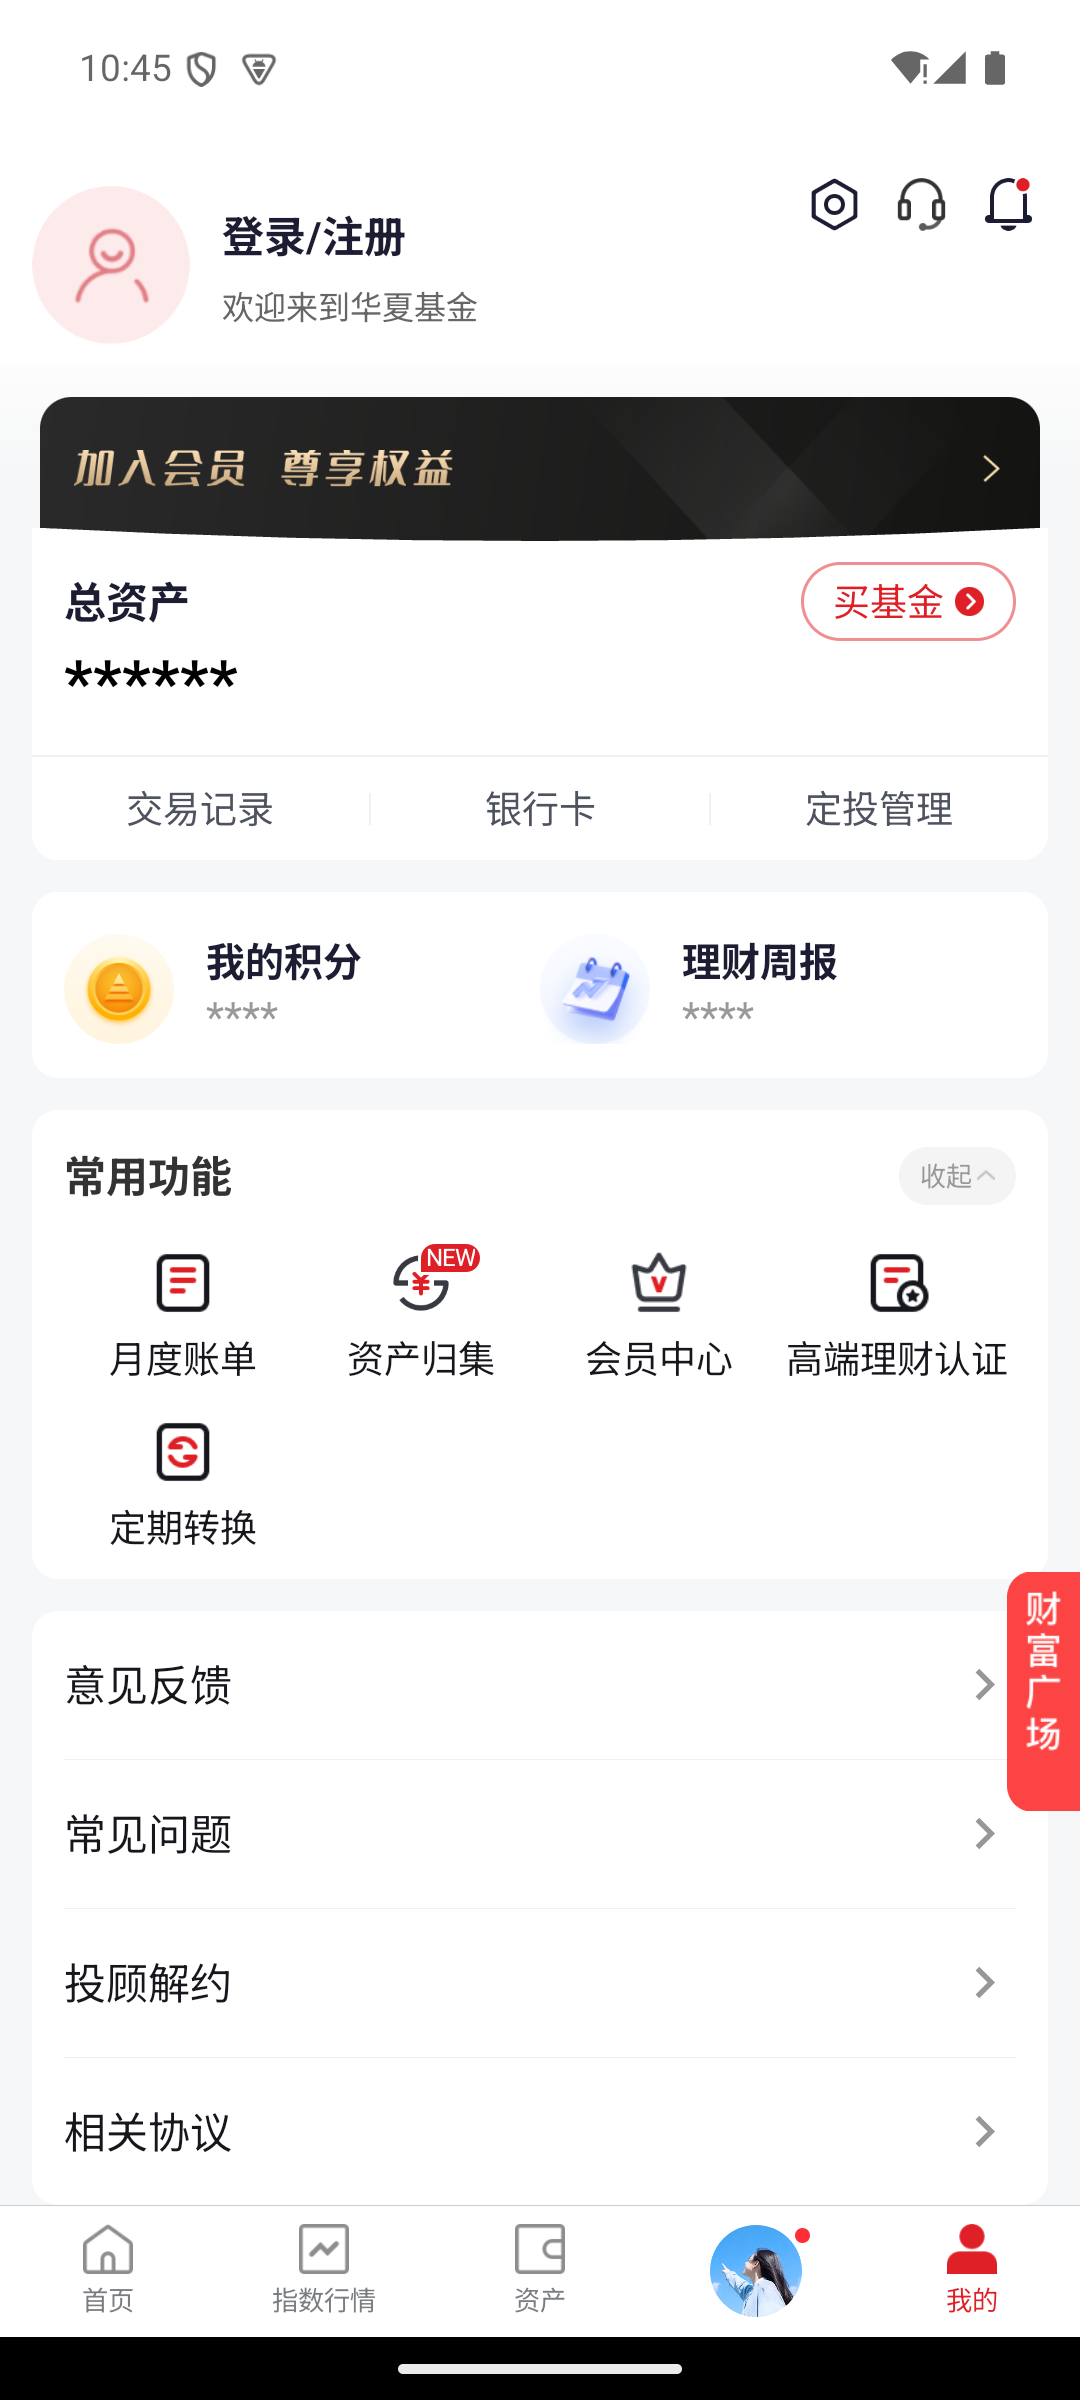 10:45
登录/注册
欢迎来到华夏基金
加入会员 尊享权益
总资产
买基金
******
交易记录
银行卡
定投管理
我的积分
****
理财周报
****
常用功能
收起
NEW
月度账单
资产归集
会员中心
高端理财认证
定期转换
财富广场
意见反馈
常见问题
投顾解约
相关协议
首页
指数行情
资产
我的